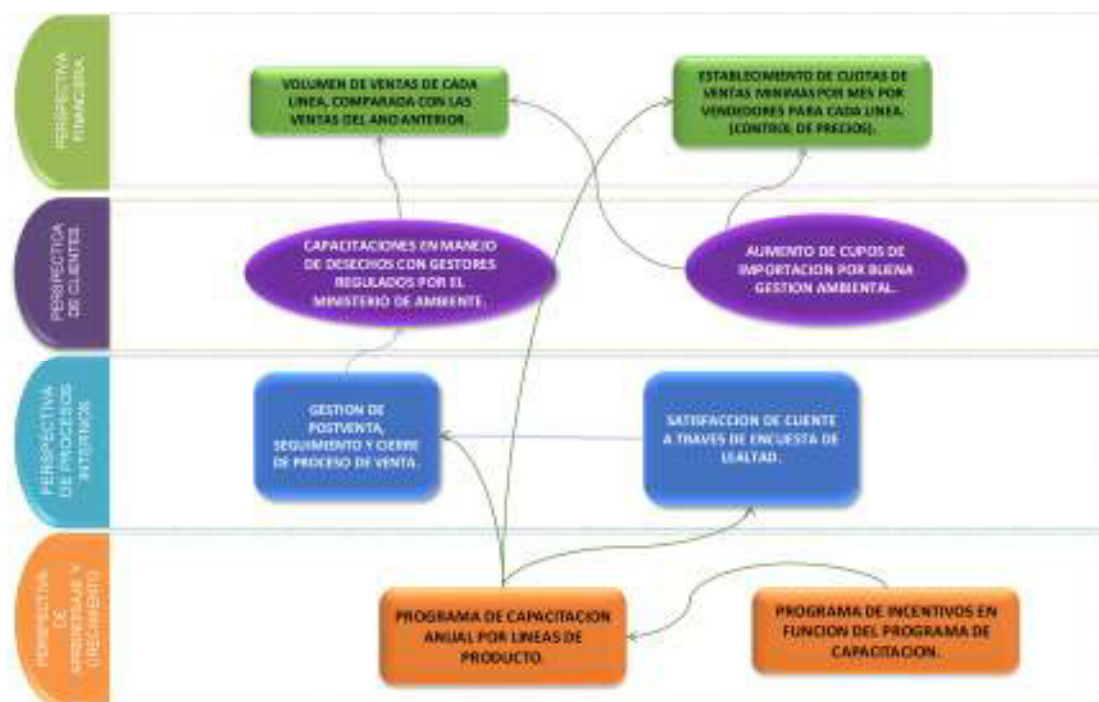 PERSPECTIVA
FINANCIERA
VOLUMEN DE VENTAS DE CADA
LINEA, COMPARADA CON LAS
VENTAS DEL ANO ANTERIOR.
ESTABLECIMIENTO DE CUOTAS DE
VENTAS MINIMAS POR MES POR
VENDEDORES PARA CADA LINEA.
(CONTROL DE PRECIOS).
PERSPECTICA
DE CLIENTES
CAPACITACIONES EN MANEJO
DE DESECHOS CON GESTORES
REGULADOS POR EL
MINISTERIO DE AMBIENTE.
AUMENTO DE CUPOS DE
IMPORTACION POR BUENA
GESTION AMBIENTAL.
PERSPECTIVA
DE PROCESOS
INTERNOS
GESTION DE
POSTVENTA,
SEGUIMIENTO Y CIERRE
DE PROCESO DE VENTA.
SATISFACCION DE CLIENTE
A TRAVES DE ENCUESTA DE
LEALTAD.
PERSPECTIVA
DE
APRENDIZAJE Y
CRECIMIENTO
PROGRAMA DE CAPACITACION
ANUAL POR LINEAS DE
PRODUCTO.
PROGRAMA DE INCENTIVOS EN
FUNCION DEL PROGRAMA DE
CAPACITACION.